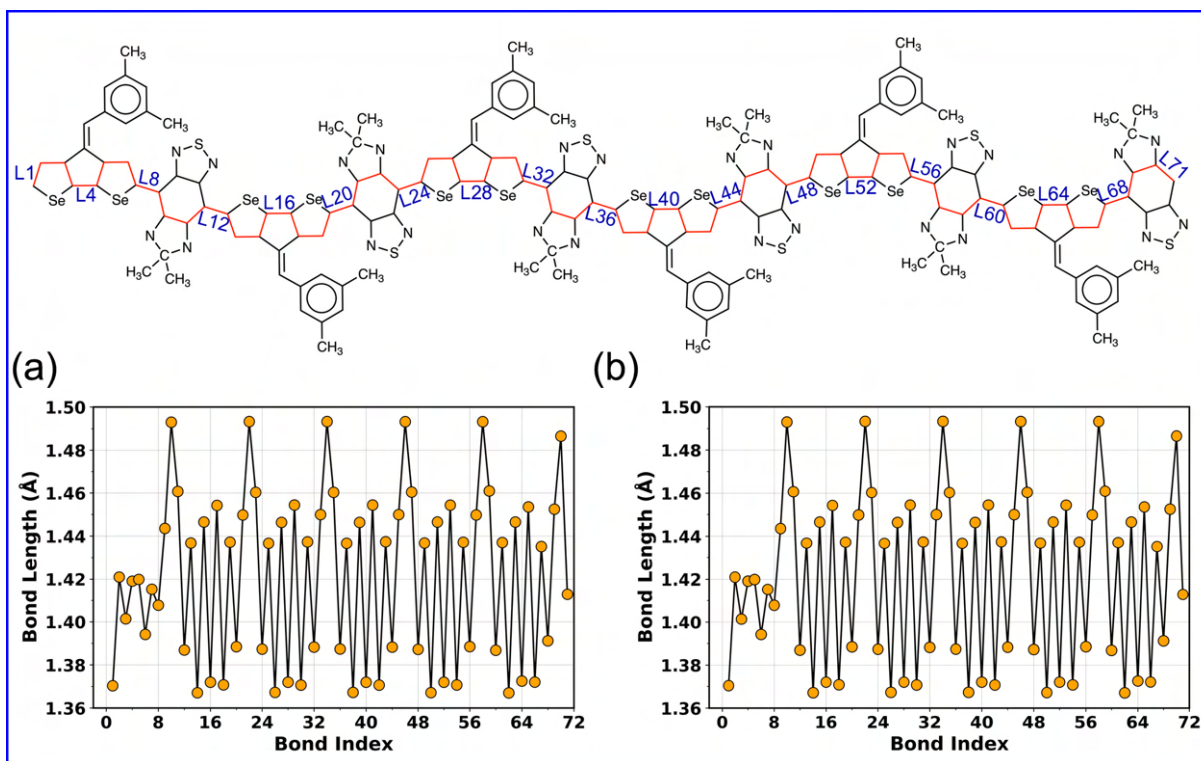 CH₃ CH₃ CH₃
CH₃ H₃C CH₃ CH₃ H₃C CH₃ CH₃ H₃C CH₃
C C C
S N N S N N S N N
N N N N N N
L1 L4 L8 L16 L20 L28 L32 L40 L44 L52 L56 L64 L68 L71
Se Se Se Se Se Se Se Se Se Se Se Se
L12 L24 L36 L48 L60
N N N N N N N N N N N N
C S C S C S
H₃C CH₃ H₃C CH₃ H₃C CH₃
CH₃ CH₃ CH₃
CH₃ H₃C CH₃
(a) (b)
1.50
1.48
1.46
1.44
1.42
1.40
1.38
1.36
Bond Length (Å)
0 8 16 24 32 40 48 56 64 72
Bond Index
1.50
1.48
1.46
1.44
1.42
1.40
1.38
1.36
Bond Length (Å)
0 8 16 24 32 40 48 56 64 72
Bond Index